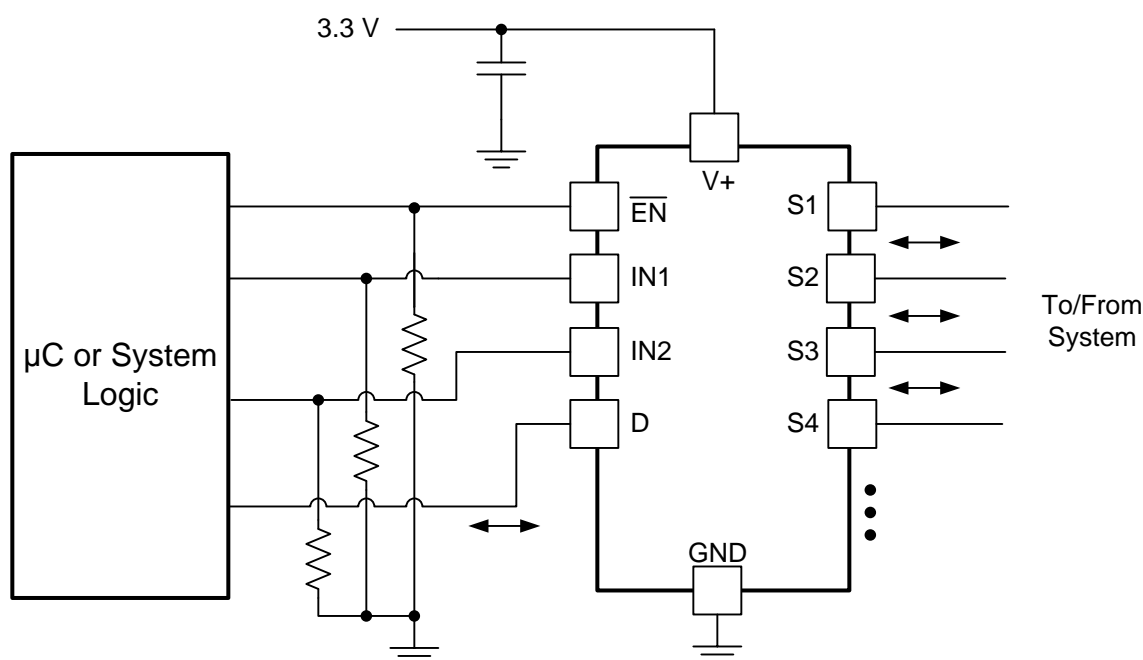 3.3 V
V+
EN
S1
IN1
S2
To/From
System
µC or System
Logic
IN2
S3
D
S4
GND